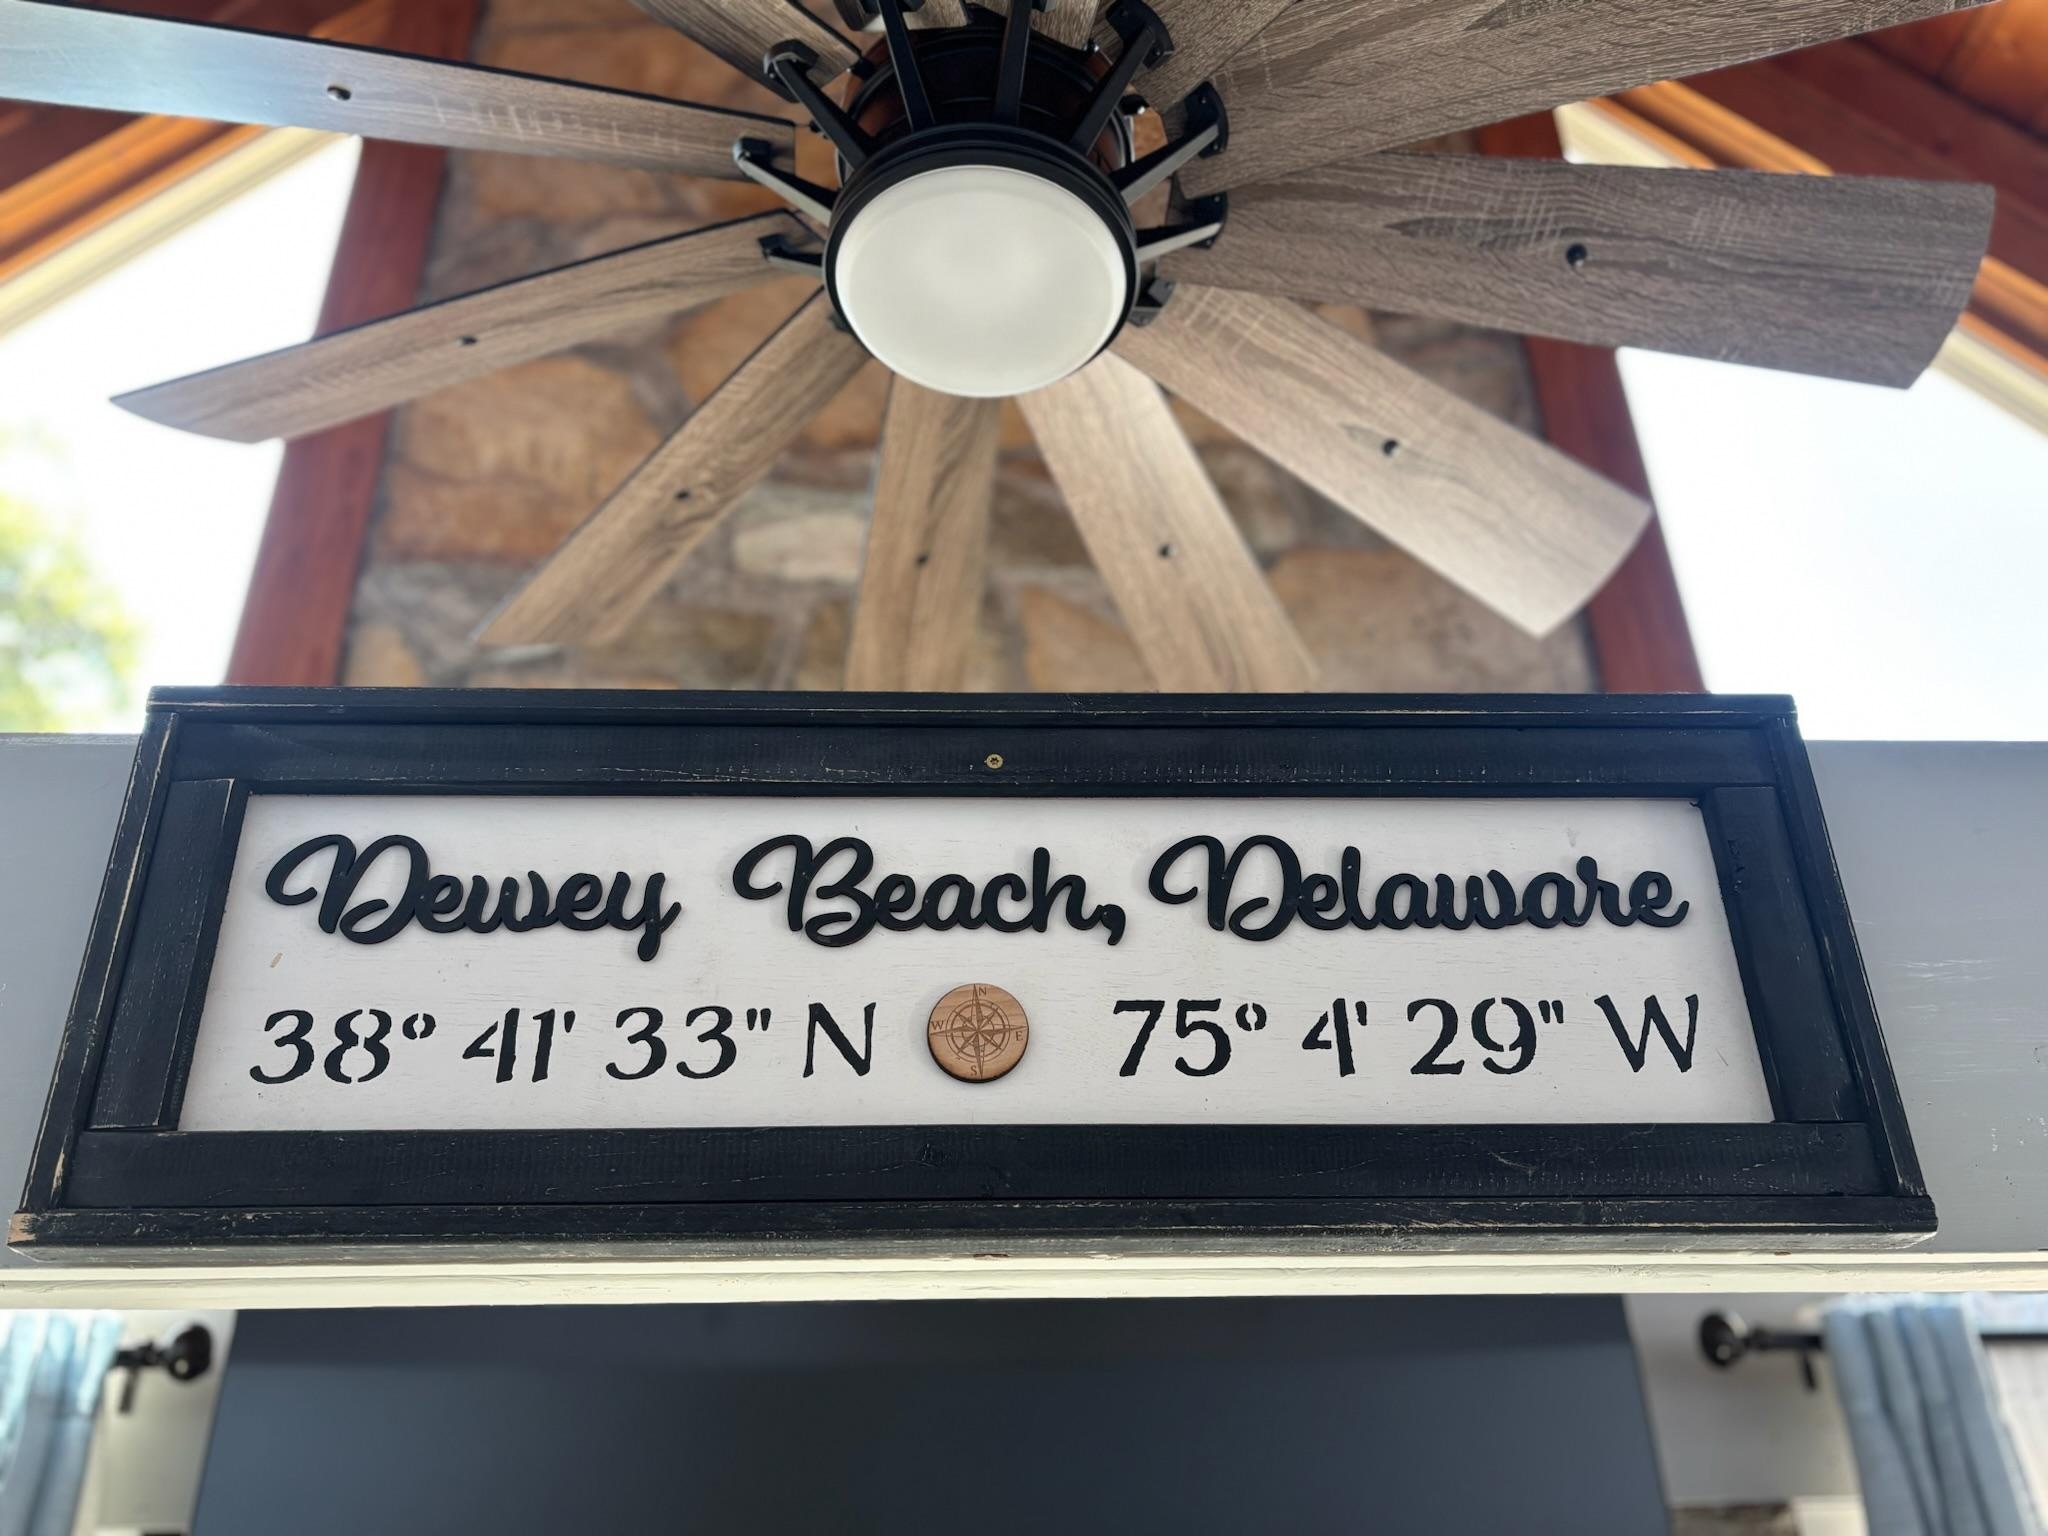 Dewey Beach, Delaware
38° 41' 33" N N W E S 75° 4' 29" W